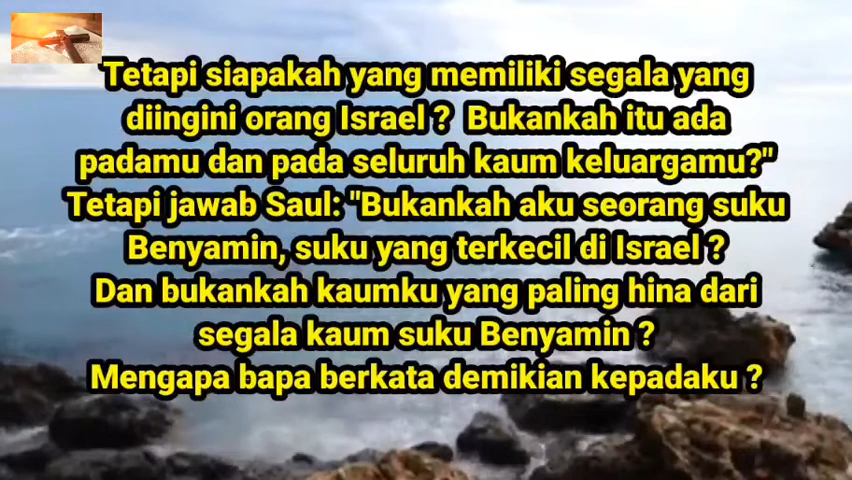 Tetapi siapakah yang memiliki segala yang
diingini orang Israel ? Bukankah itu ada
padamu dan pada seluruh kaum keluargamu?"
Tetapi jawab Saul: "Bukankah aku seorang suku
Benyamin, suku yang terkecil di Israel ?
Dan bukankah kaumku yang paling hina dari
segala kaum suku Benyamin ?
Mengapa bapa berkata demikian kepadaku ?